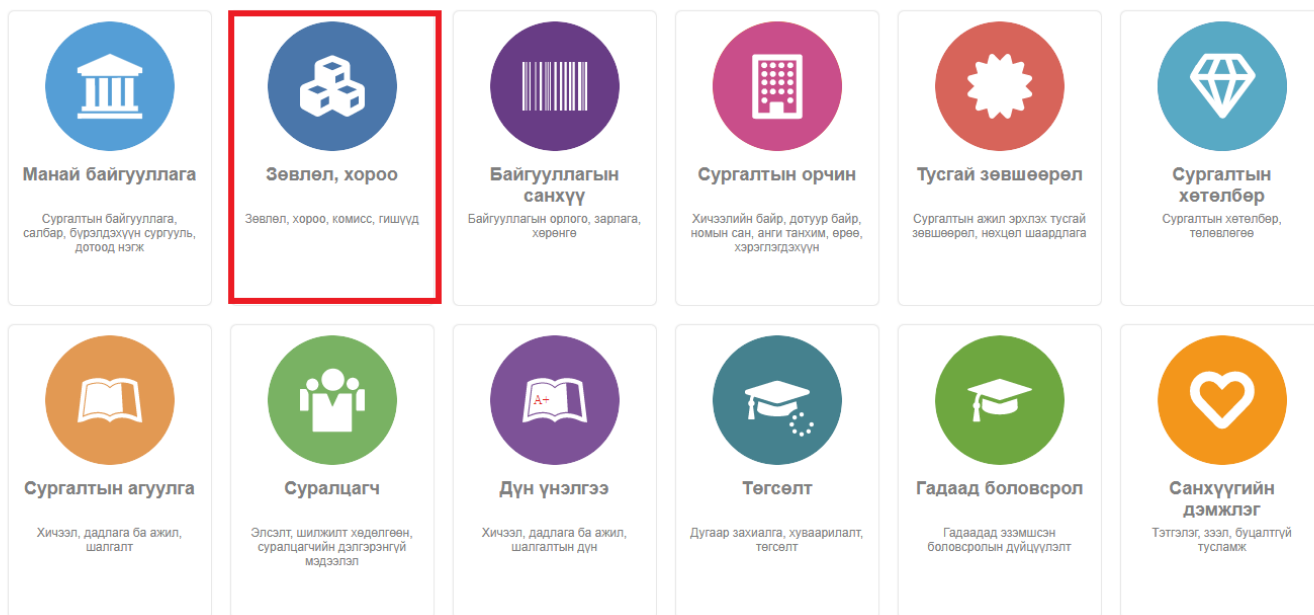 Манай байгууллага
Сургалтын байгууллага,
салбар, бүрэлдэхүүн сургууль,
дотоод нэгж
Зөвлөл, хороо
Зөвлөл, хороо, комисс, гишүүд
Байгууллагын
санхүү
Байгууллагын орлого, зарлага,
хөрөнгө
Сургалтын орчин
Хичээлийн байр, дотуур байр,
номын сан, анги танхим, өрөө,
хэрэглэгдэхүүн
Тусгай зөвшөөрөл
Сургалтын ажил эрхлэх тусгай
зөвшөөрөл, нөхцөл шаардлага
Сургалтын
хөтөлбөр
Сургалтын хөтөлбөр,
төлөвлөгөө
Сургалтын агуулга
Хичээл, дадлага ба ажил,
шалгалт
Суралцагч
Элсэлт, шилжилт хөдөлгөөн,
суралцагчийн дэлгэрэнгүй
мэдээлэл
A+
Дүн үнэлгээ
Хичээл, дадлага ба ажил,
шалгалтын дүн
Төгсөлт
Дугаар захиалга, хуваарилалт,
төгсөлт
Гадаад боловсрол
Гадаадад эзэмшсэн
боловсролын дүйцүүлэлт
Санхүүгийн
дэмжлэг
Тэтгэлэг, зээл, буцалтгүй
тусламж